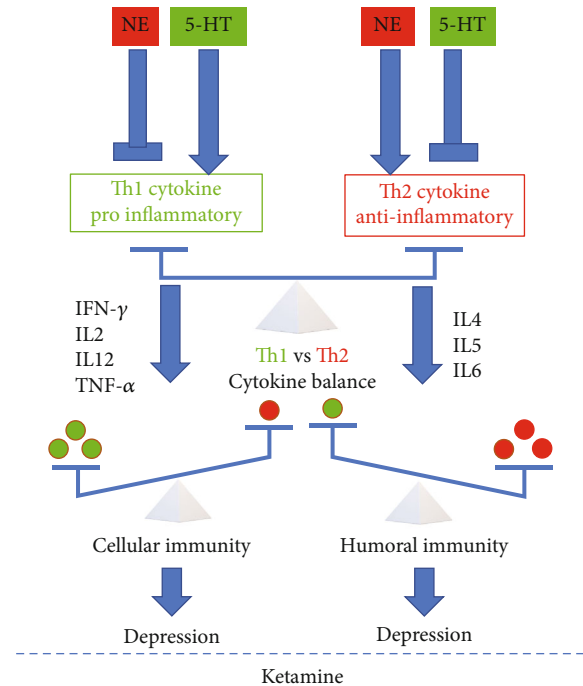 NE 5-HT NE 5-HT
Th1 cytokine
pro inflammatory
Th2 cytokine
anti-inflammatory
IFN-γ
IL2
IL12
TNF-α
Th1 vs Th2
Cytokine balance
IL4
IL5
IL6
Cellular immunity
Humoral immunity
Depression
Depression
Ketamine